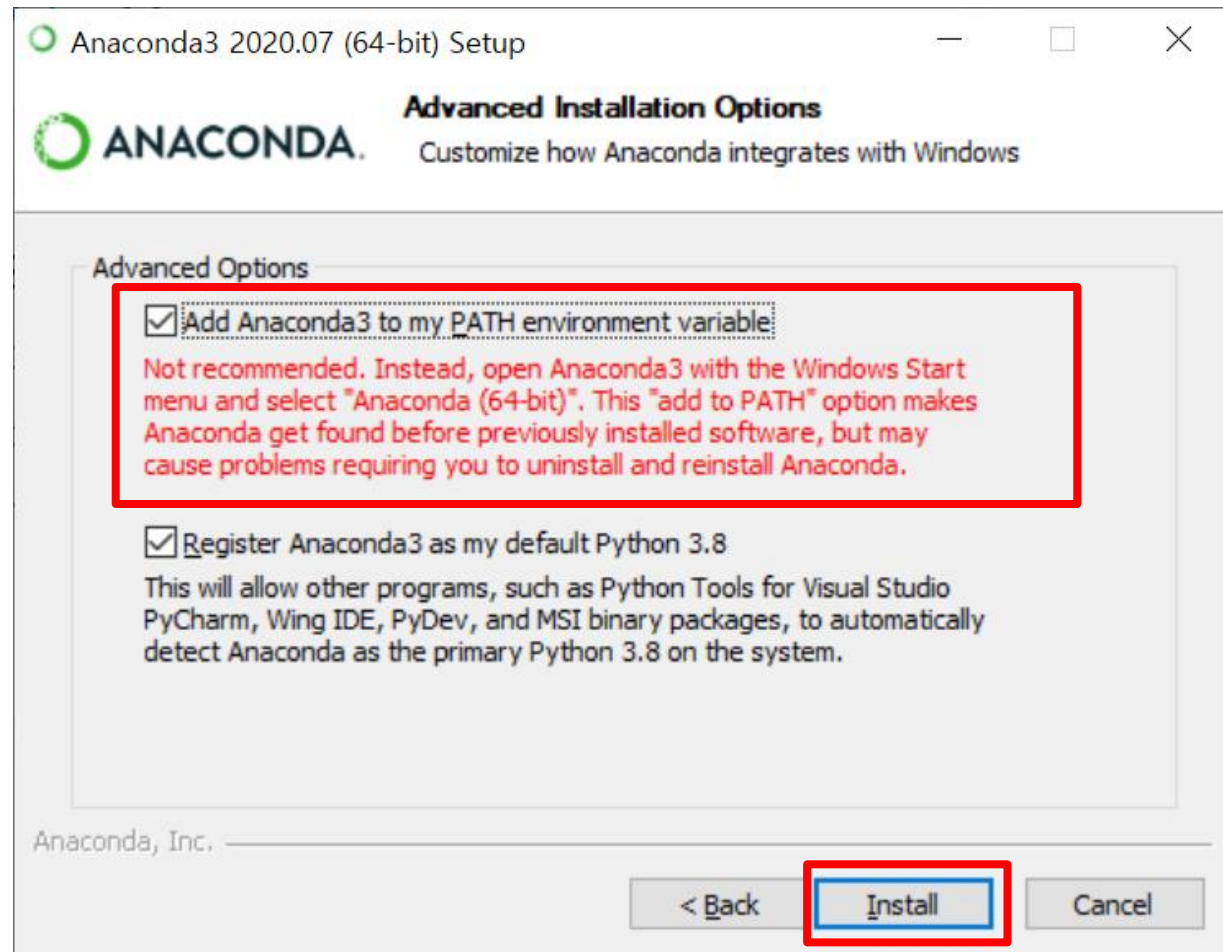 Anaconda3 2020.07 (64-bit) Setup
ANACONDA.
Advanced Installation Options
Customize how Anaconda integrates with Windows
Advanced Options
Add Anaconda3 to my PATH environment variable
Not recommended. Instead, open Anaconda3 with the Windows Start
menu and select "Anaconda (64-bit)". This "add to PATH" option makes
Anaconda get found before previously installed software, but may
cause problems requiring you to uninstall and reinstall Anaconda.
Register Anaconda3 as my default Python 3.8
This will allow other programs, such as Python Tools for Visual Studio
PyCharm, Wing IDE, PyDev, and MSI binary packages, to automatically
detect Anaconda as the primary Python 3.8 on the system.
Anaconda, Inc.
< Back
Install
Cancel